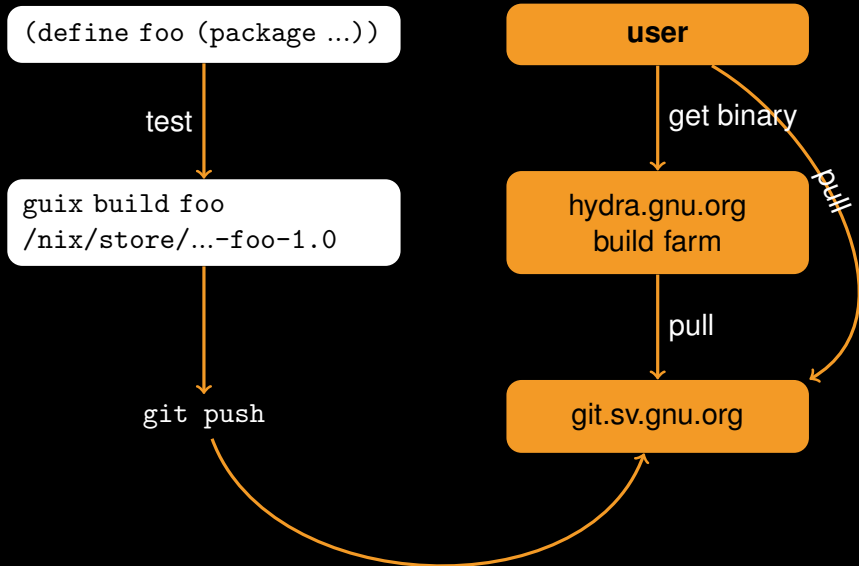 (define foo (package ...))
test
guix build foo
/nix/store/...-foo-1.0
git push
user
get binary
pull
hydra.gnu.org
build farm
pull
git.sv.gnu.org